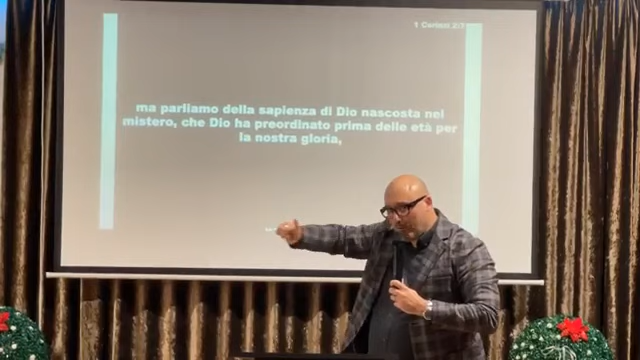 1 Corinzi 2:7
ma parliamo della sapienza di Dio nascosta nel
mistero, che Dio ha preordinato prima delle età per
la nostra gloria,